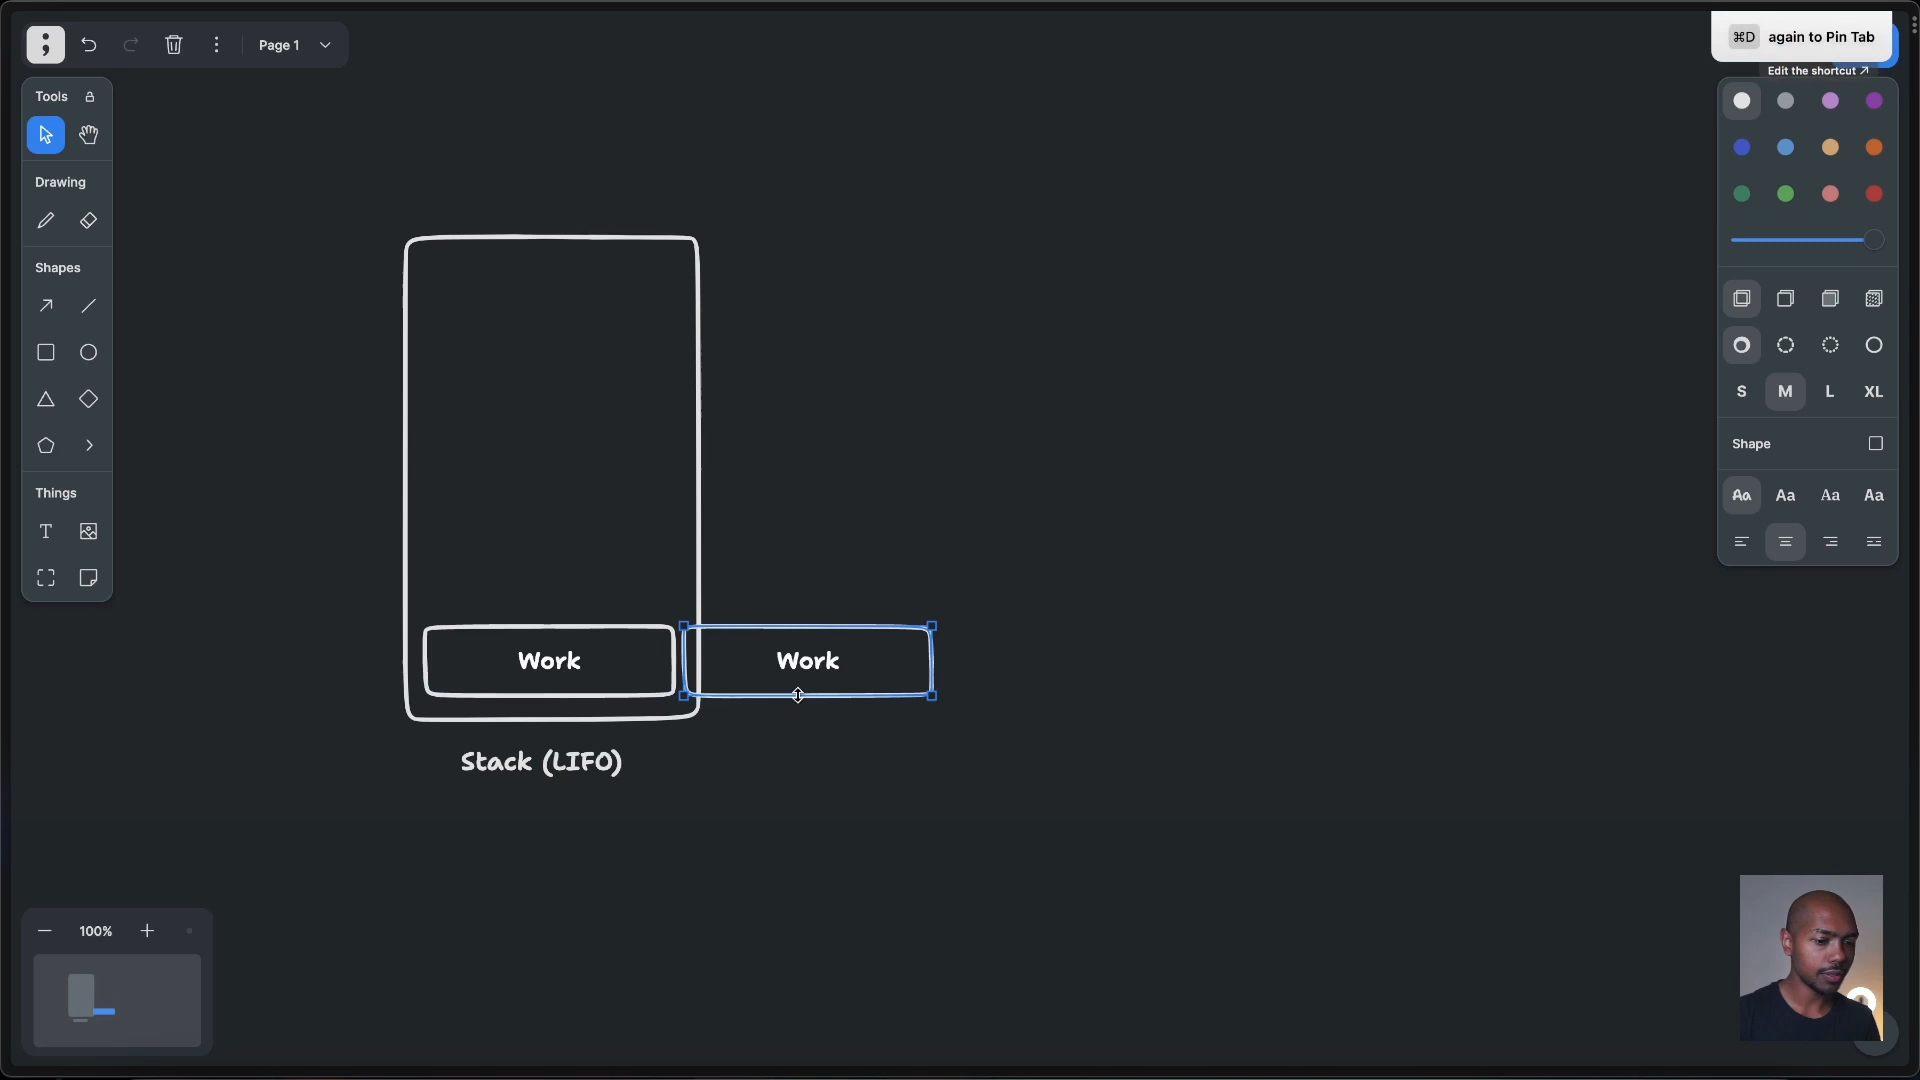 Page 1
⌘D again to Pin Tab
Edit the shortcut ↗
Tools
Drawing
Shapes
Things
T
S M L XL
Shape
Aa Aa Aa Aa
Work
Work
Stack (LIFO)
100%